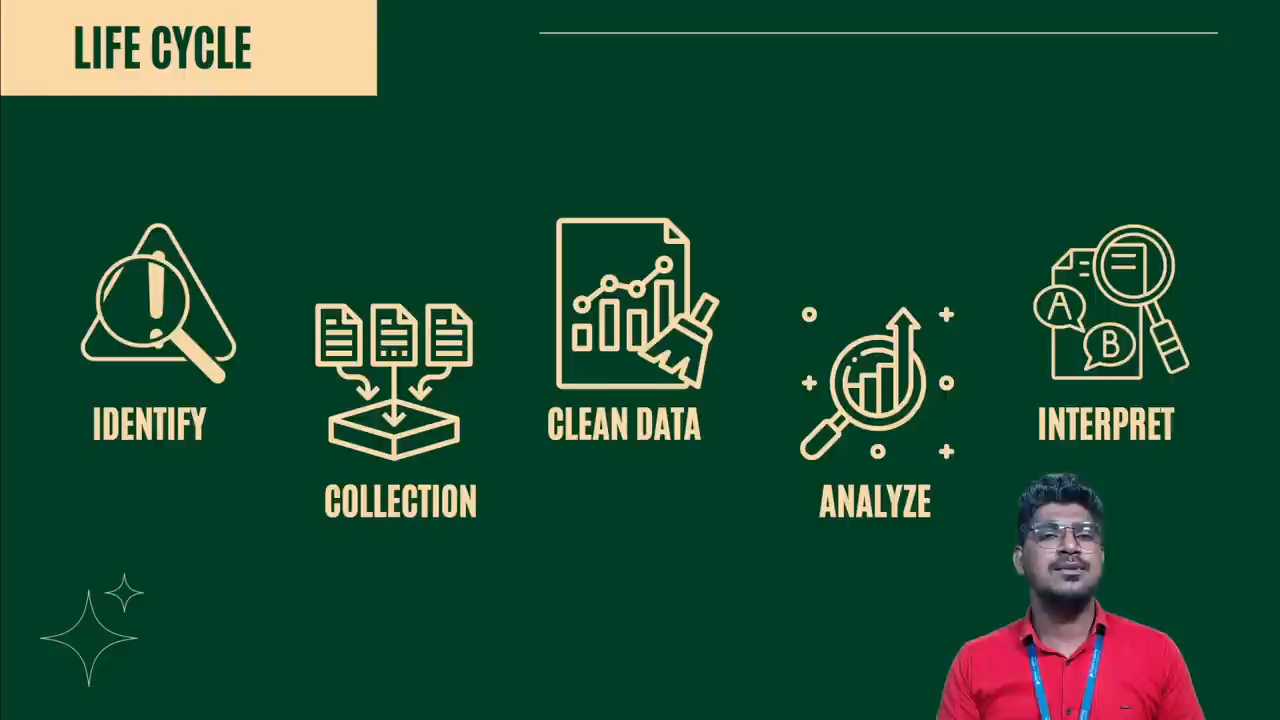 LIFE CYCLE
IDENTIFY
COLLECTION
CLEAN DATA
ANALYZE
INTERPRET
A
B